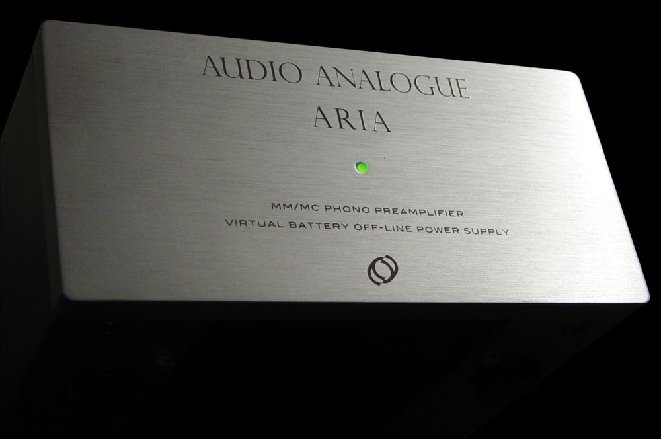 AUDIO ANALOGUE
ARIA
MM/MC PHONO PREAMPLIFIER
VIRTUAL BATTERY OFF-LINE POWER SUPPLY